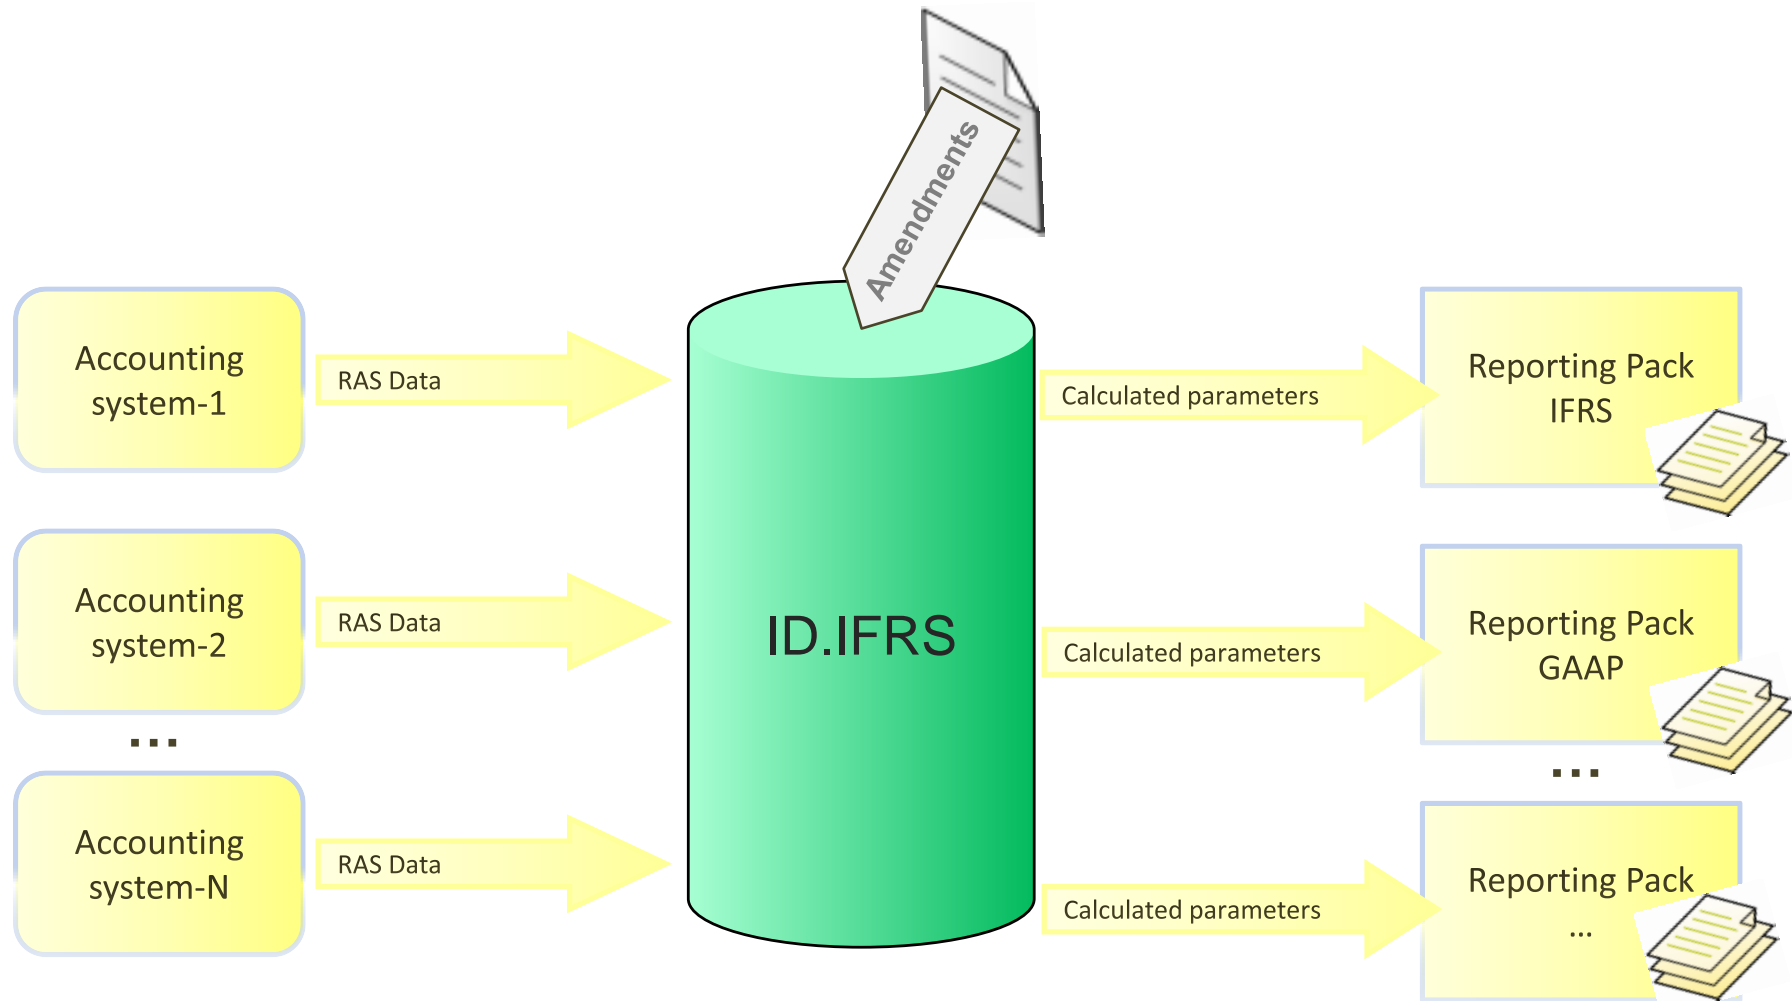 Amendments
Accounting
system-1
RAS Data
Calculated parameters
Reporting Pack
IFRS
Accounting
system-2
RAS Data
ID.IFRS
Calculated parameters
Reporting Pack
GAAP
...
...
Accounting
system-N
RAS Data
Calculated parameters
Reporting Pack
...